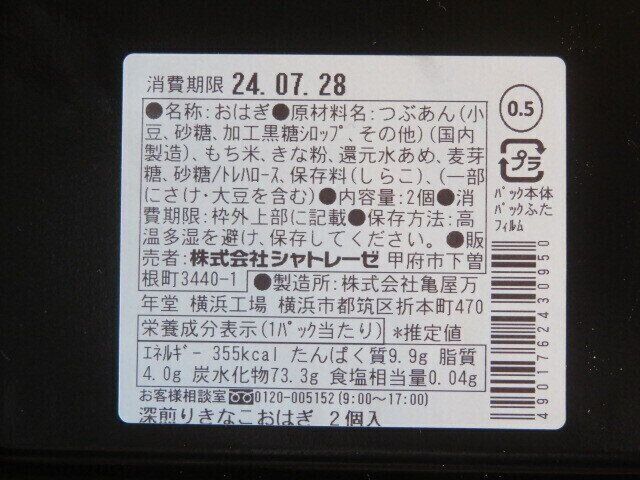 消費期限 24.07.28
●名称:おはぎ●原材料名:つぶあん(小
豆、砂糖、加工黒糖シロップ、その他)(国内
製造)、もち米、きな粉、還元水あめ、麦芽
糖、砂糖/トレハロース、保存料(しらこ)、(一部
にさけ・大豆を含む)●内容量:2個●消
費期限:枠外上部に記載●保存方法:高
温多湿を避け、保存してください。●販
売者:株式会社シャトレーゼ 甲府市下曽
根町3440-1 ●製造所:株式会社亀屋万
年堂 横浜工場 横浜市都筑区折本町470
栄養成分表示(1パック当たり) *推定値
エネルギー 355kcal たんぱく質9.9g 脂質
4.0g 炭水化物73.3g 食塩相当量0.04g
お客様相談室 0120-005152(9:00~17:00)
深煎りきなこおはぎ 2個入
0.5
プラ
パック本体
パックふた
フィルム
4901762430950